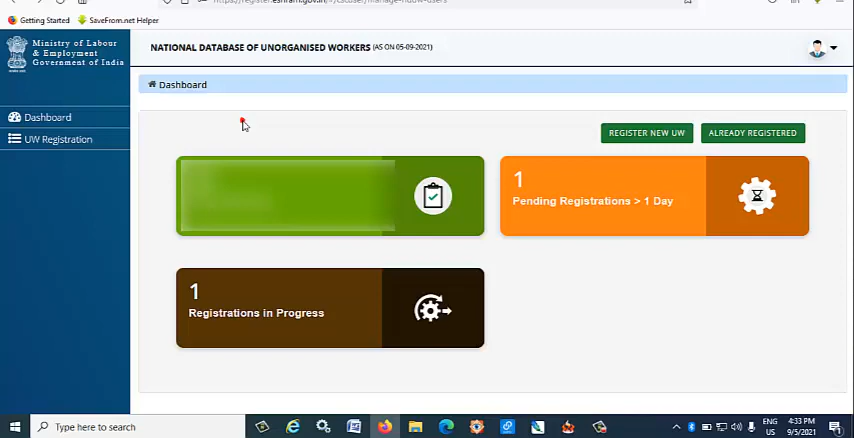 Getting Started
SaveFrom.net Helper
Ministry of Labour
& Employment
Government of India
NATIONAL DATABASE OF UNORGANISED WORKERS (AS ON 05-09-2021)
Dashboard
Dashboard
UW Registration
REGISTER NEW UW
ALREADY REGISTERED
1
Pending Registrations > 1 Day
1
Registrations in Progress
Type here to search
ENG
US
4:33 PM
9/5/2021
1